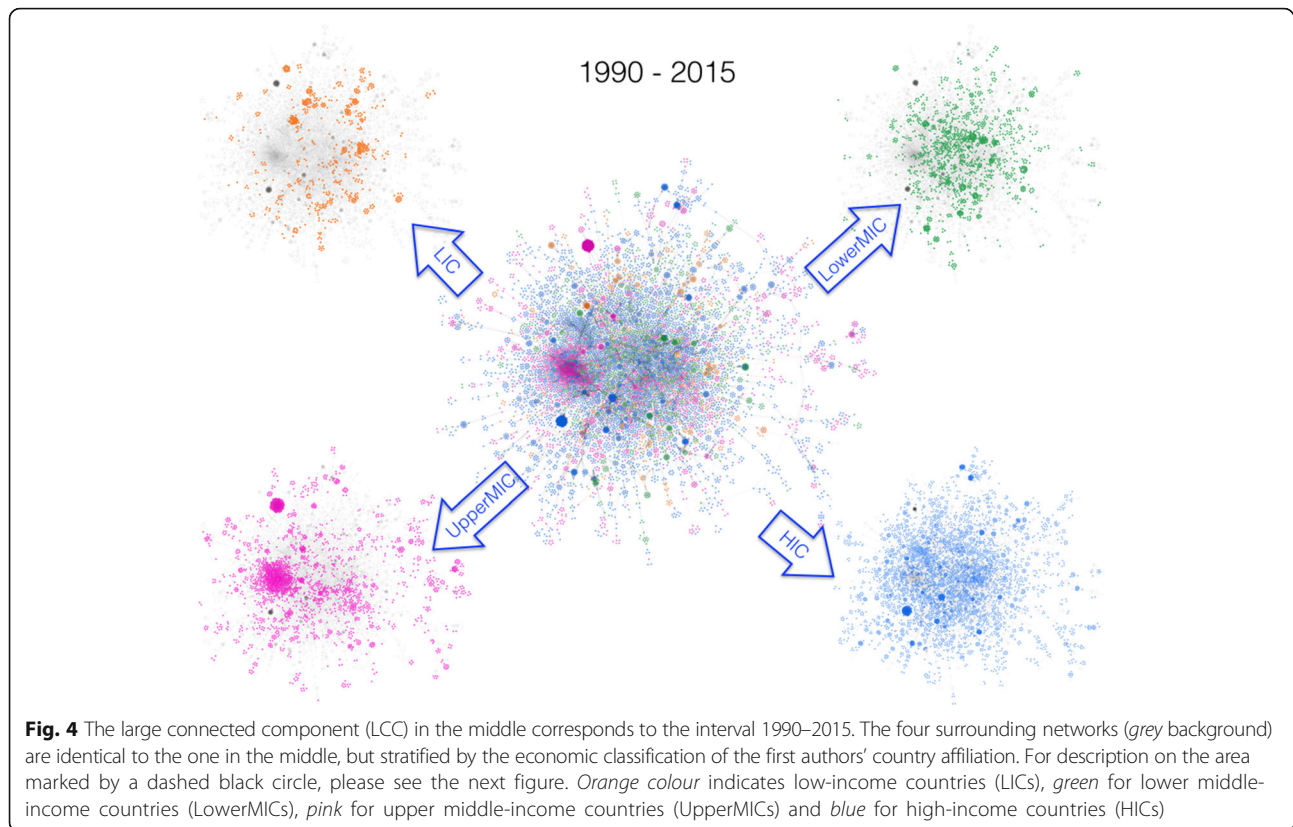 1990 - 2015
LIC
LowerMIC
UpperMIC
HIC
Fig. 4 The large connected component (LCC) in the middle corresponds to the interval 1990–2015. The four surrounding networks (grey background)
are identical to the one in the middle, but stratified by the economic classification of the first authors’ country affiliation. For description on the area
marked by a dashed black circle, please see the next figure. Orange colour indicates low-income countries (LICs), green for lower middle-
income countries (LowerMICs), pink for upper middle-income countries (UpperMICs) and blue for high-income countries (HICs)